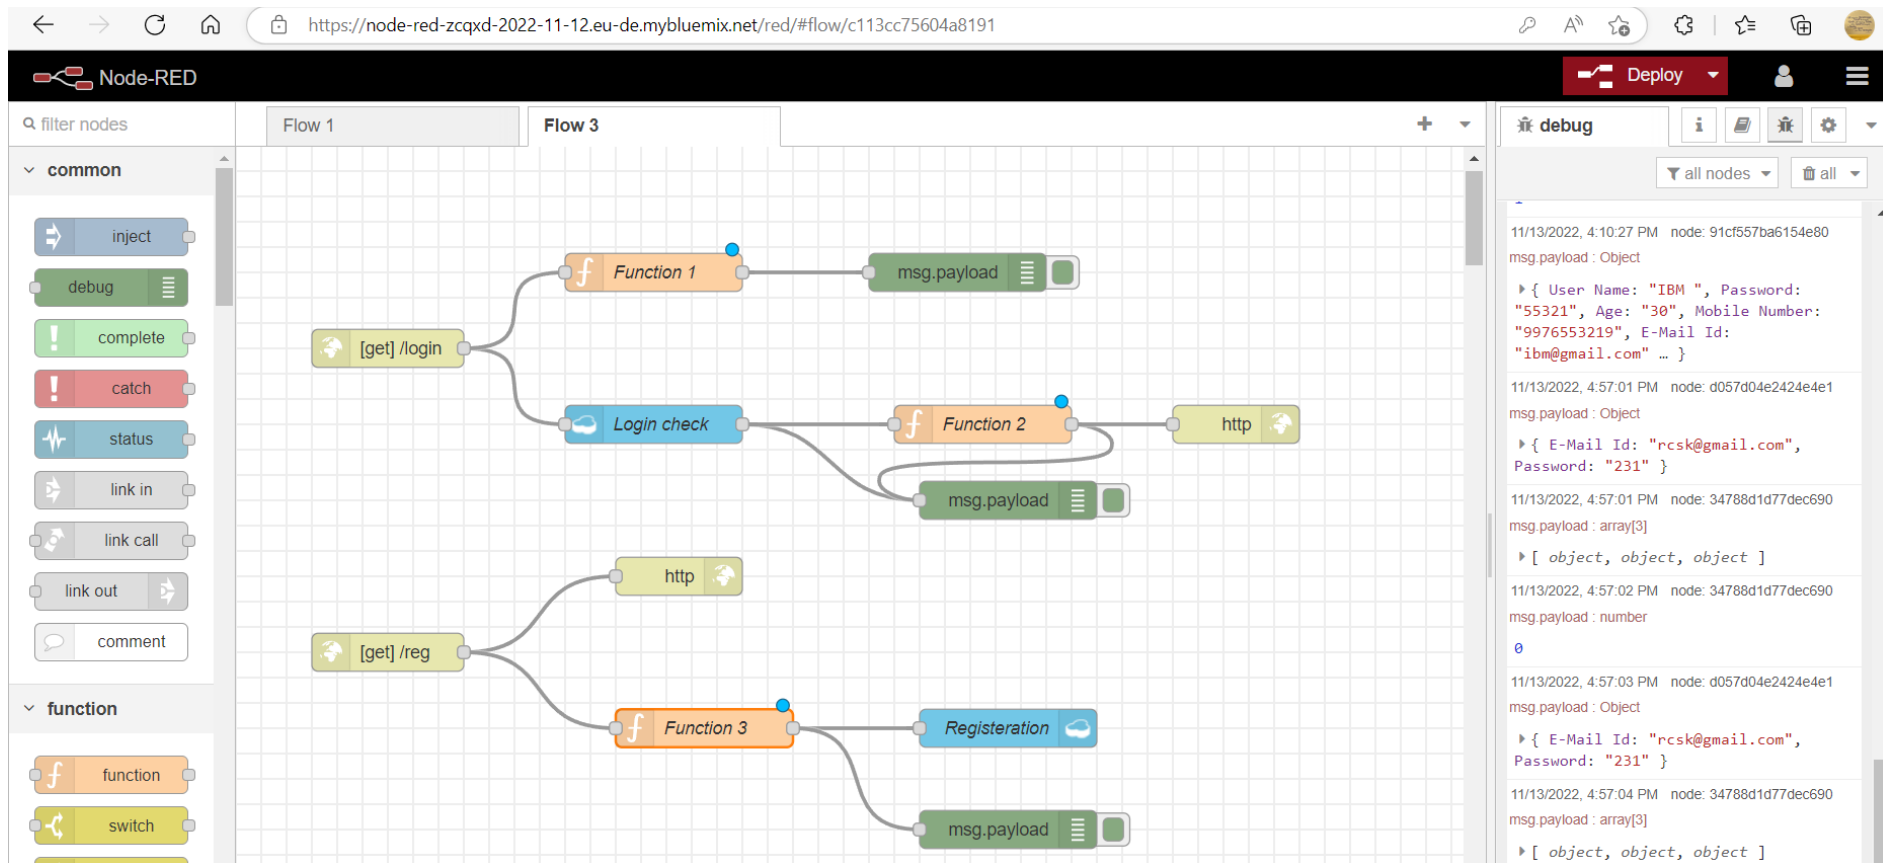 https://node-red-zcqxd-2022-11-12.eu-de.mybluemix.net/red/#flow/c113cc75604a8191
Node-RED
Deploy
filter nodes
Flow 1
Flow 3
debug
i
all nodes
all
common
inject
debug
complete
catch
status
link in
link call
link out
comment
function
function
switch
Function 1
msg.payload
[get] /login
Login check
Function 2
http
msg.payload
http
[get] /reg
Function 3
Registeration
msg.payload
11/13/2022, 4:10:27 PM node: 91cf557ba6154e80
msg.payload : Object
{ User Name: "IBM ", Password:
"55321", Age: "30", Mobile Number:
"9976553219", E-Mail Id:
"ibm@gmail.com" … }
11/13/2022, 4:57:01 PM node: d057d04e2424e4e1
msg.payload : Object
{ E-Mail Id: "rcsk@gmail.com",
Password: "231" }
11/13/2022, 4:57:01 PM node: 34788d1d77dec690
msg.payload : array[3]
[ object, object, object ]
11/13/2022, 4:57:02 PM node: 34788d1d77dec690
msg.payload : number
0
11/13/2022, 4:57:03 PM node: d057d04e2424e4e1
msg.payload : Object
{ E-Mail Id: "rcsk@gmail.com",
Password: "231" }
11/13/2022, 4:57:04 PM node: 34788d1d77dec690
msg.payload : array[3]
[ object, object, object ]